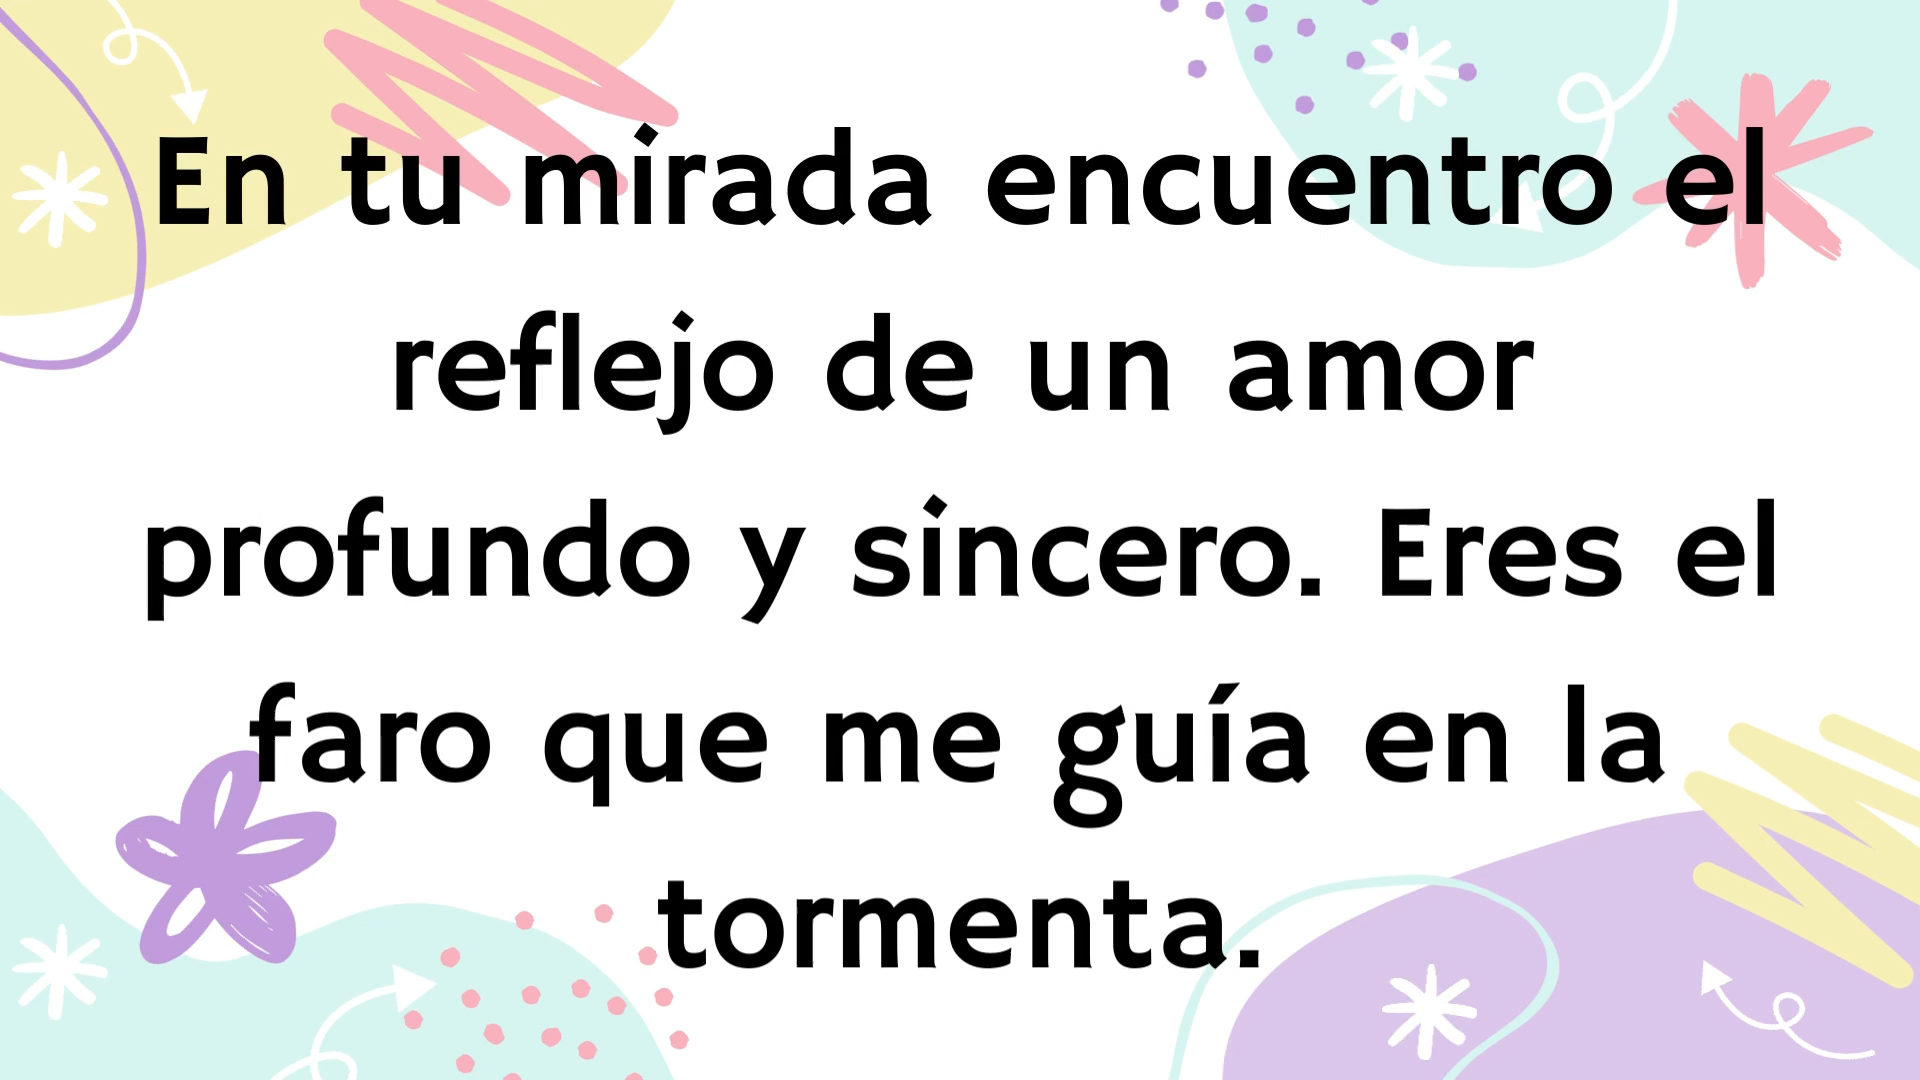 En tu mirada encuentro el
reflejo de un amor
profundo y sincero. Eres el
faro que me guía en la
tormenta.